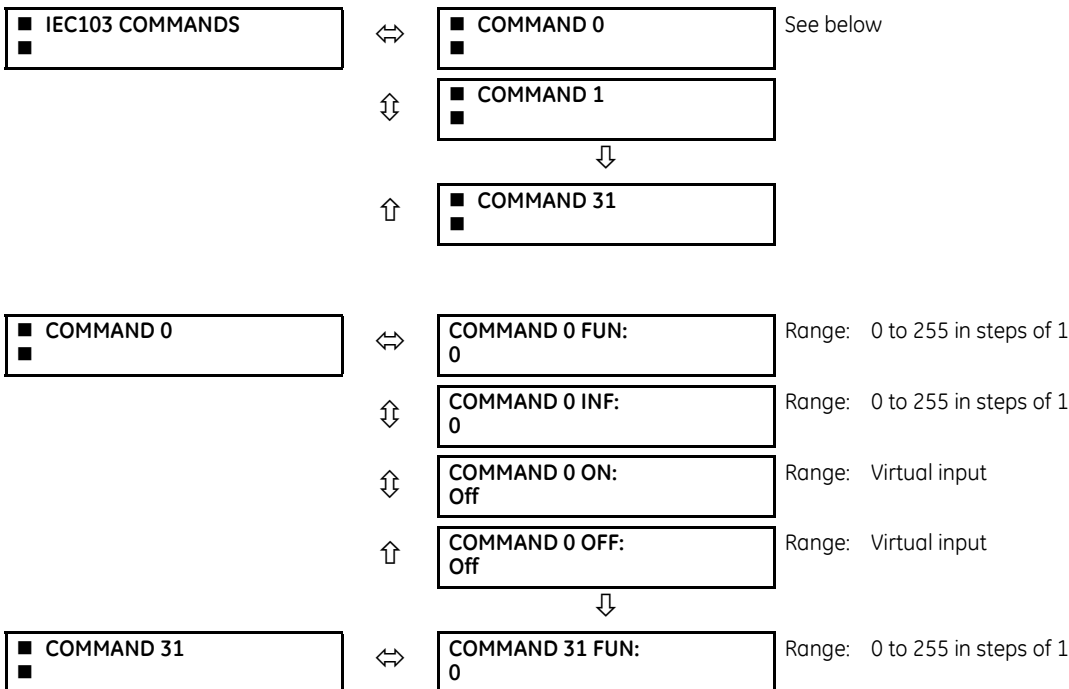 ■ IEC103 COMMANDS
■
⇔
■ COMMAND 0
■
See below
⇕
■ COMMAND 1
■
⇩
⇧
■ COMMAND 31
■
■ COMMAND 0
■
⇔
COMMAND 0 FUN:
0
Range: 0 to 255 in steps of 1
⇕
COMMAND 0 INF:
0
Range: 0 to 255 in steps of 1
⇕
COMMAND 0 ON:
Off
Range: Virtual input
⇧
COMMAND 0 OFF:
Off
Range: Virtual input
⇩
■ COMMAND 31
■
⇔
COMMAND 31 FUN:
0
Range: 0 to 255 in steps of 1